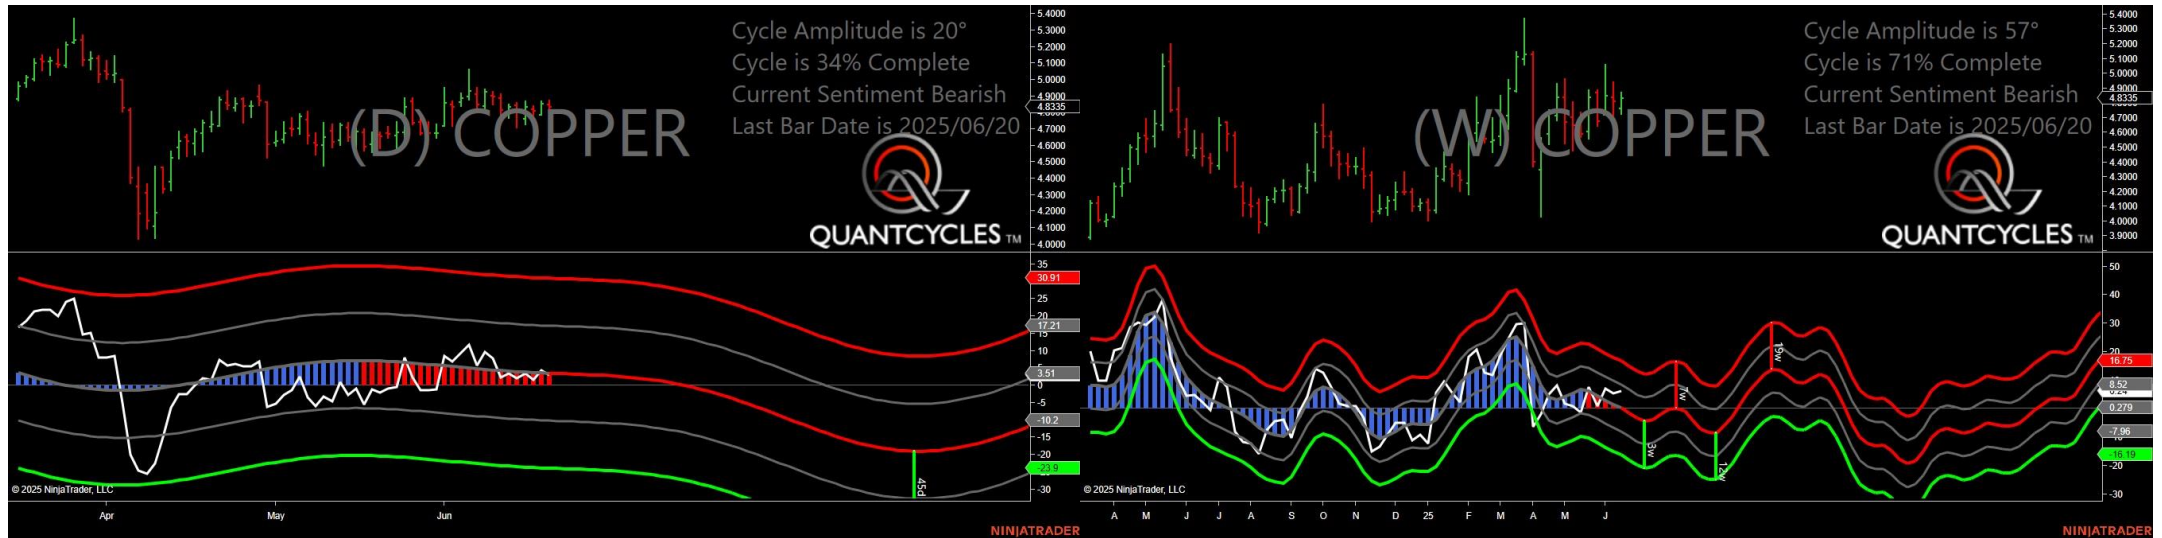 Cycle Amplitude is 20°
Cycle is 34% Complete
Current Sentiment Bearish
Last Bar Date is 2025/06/20
(D) COPPER
QUANTCYCLES TM
5.4000
5.3000
5.2000
5.1000
5.0000
4.9000
4.8335
4.7000
4.6000
4.5000
4.4000
4.3000
4.2000
4.1000
4.0000
35
30.91
25
20
17.21
15
10
5
3.51
0
-5
-10.2
-15
-20
-23.9
-30
45d
© 2025 NinjaTrader, LLC
Apr May Jun
NINJATRADER
Cycle Amplitude is 57°
Cycle is 71% Complete
Current Sentiment Bearish
Last Bar Date is 2025/06/20
(W) COPPER
QUANTCYCLES TM
5.4000
5.3000
5.2000
5.1000
5.0000
4.9000
4.8335
4.7000
4.6000
4.5000
4.4000
4.3000
4.2000
4.1000
4.0000
3.9000
50
40
30
20
16.75
8.52
0.279
-7.96
-16.19
-20
-30
3w
7w
12w
19w
© 2025 NinjaTrader, LLC
A M J J A S O N D 25 F M A M J
NINJATRADER